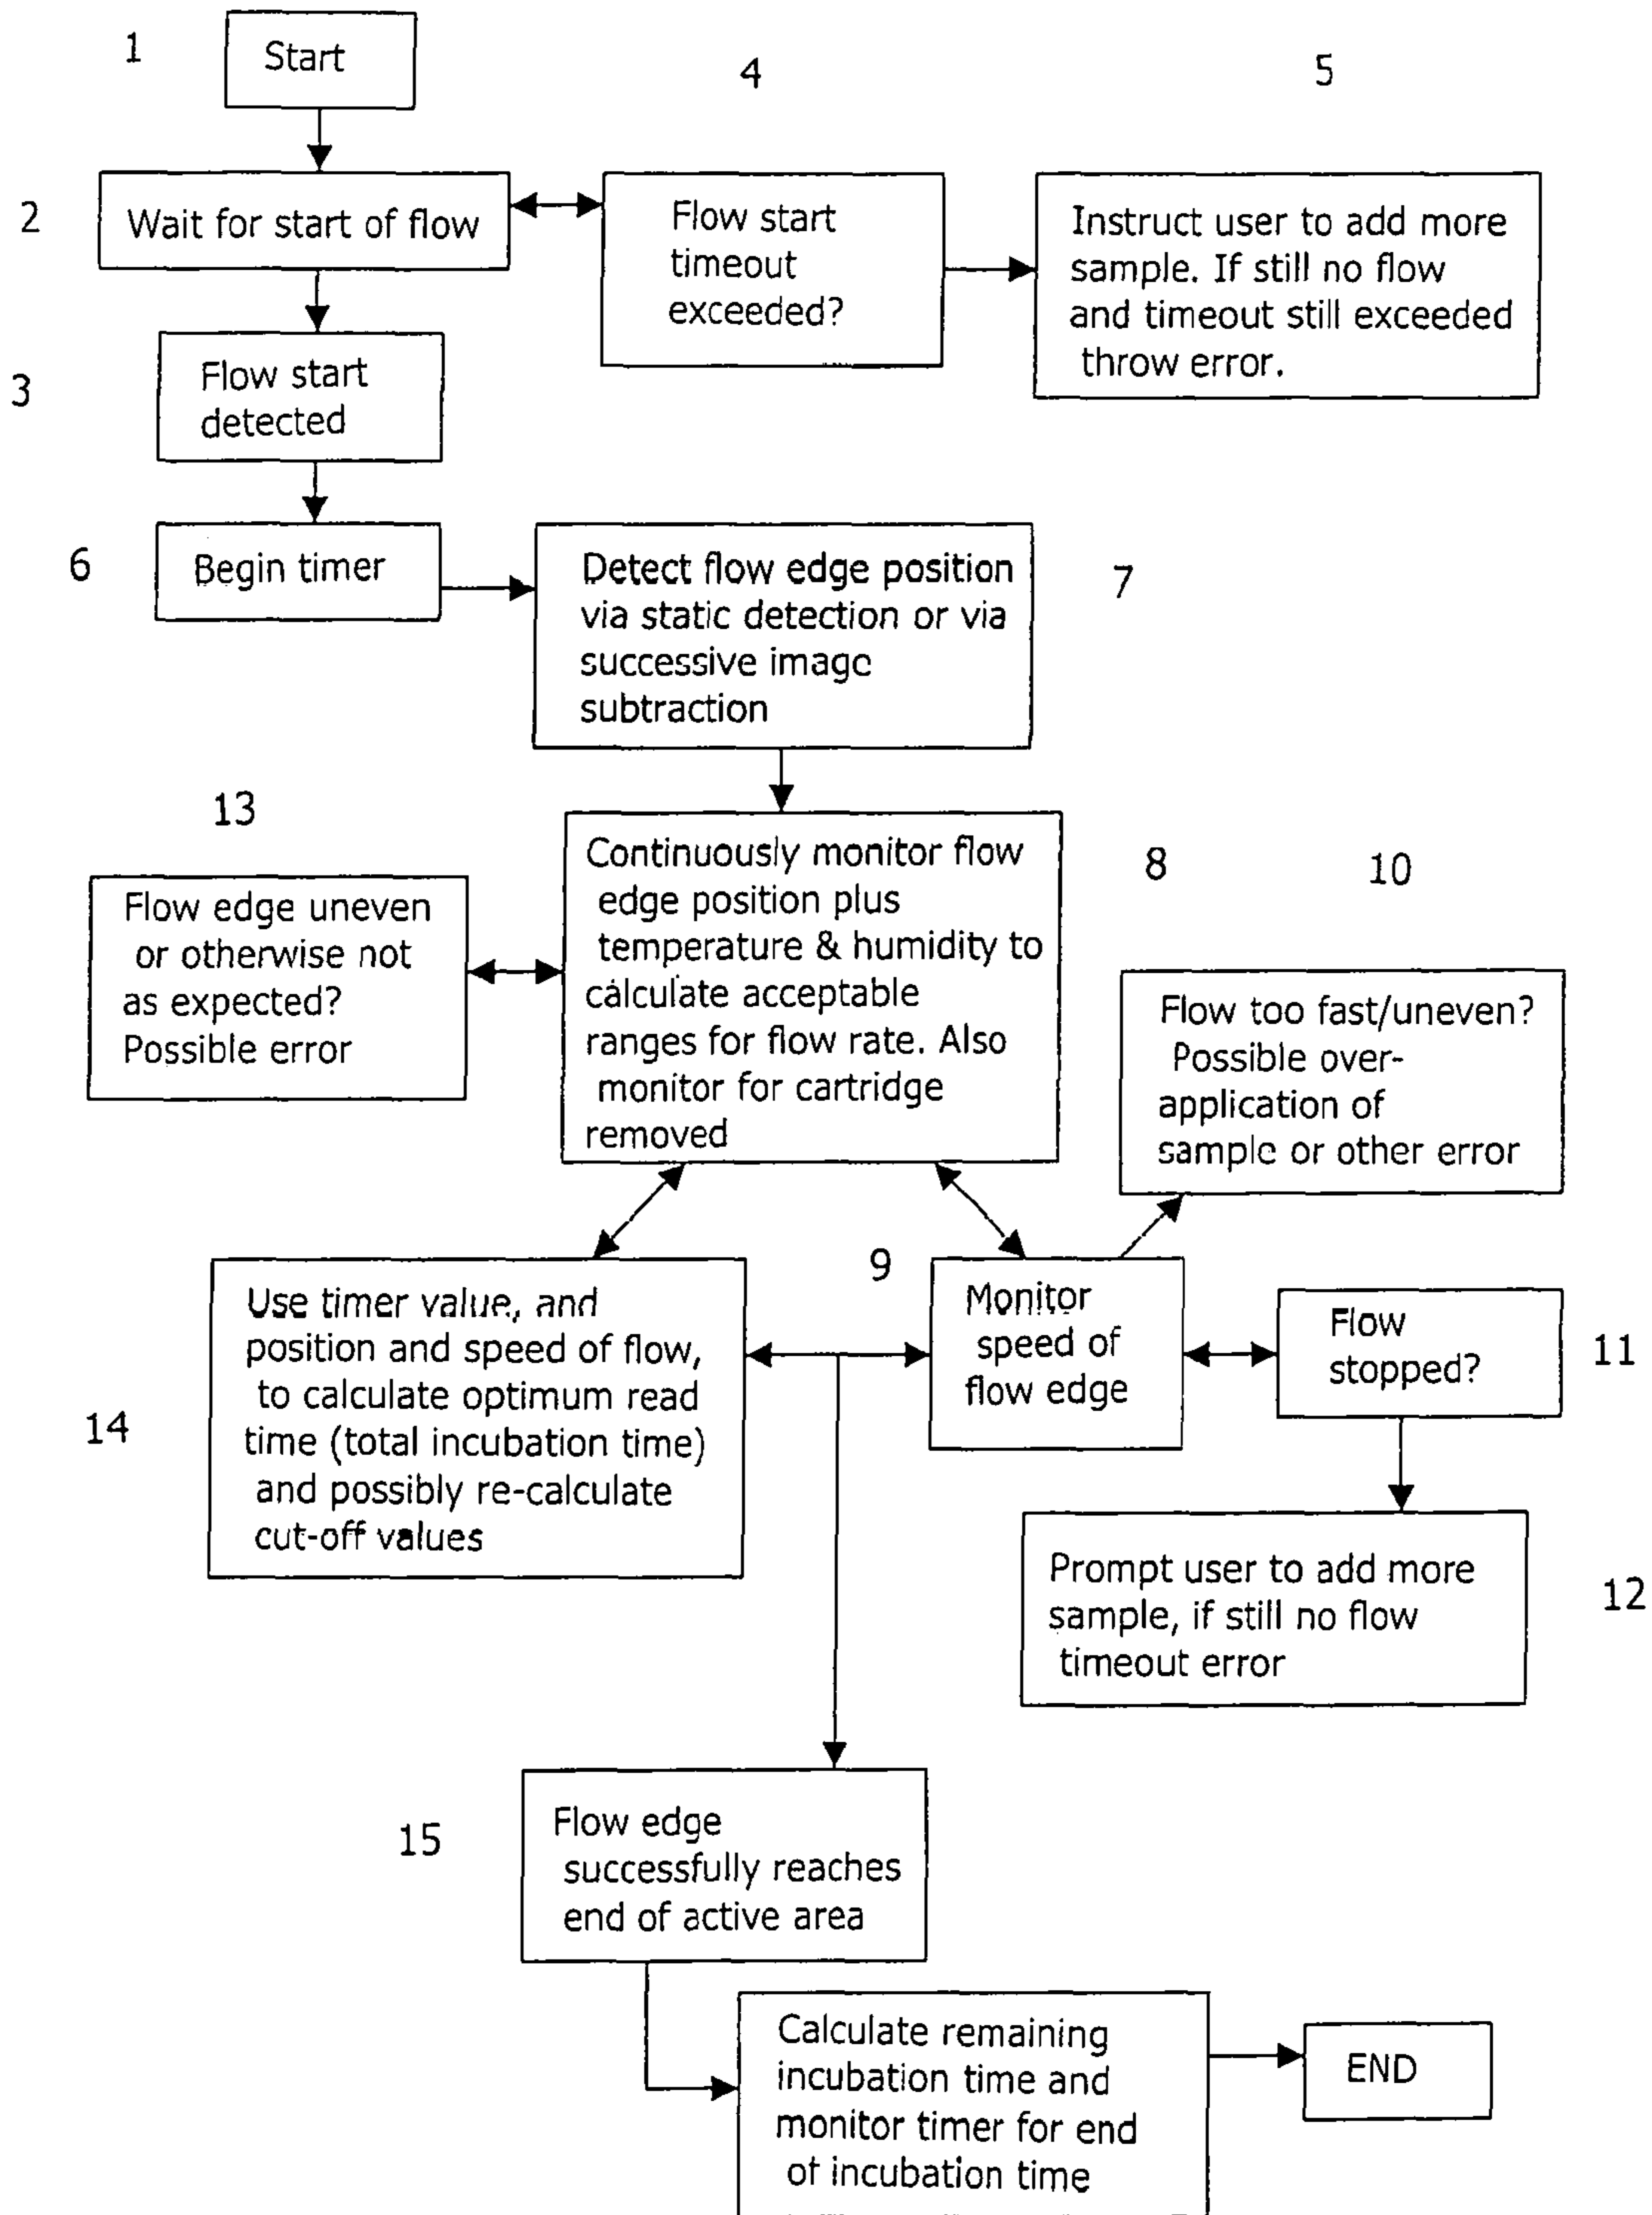 1
Start
4
5
2
Wait for start of flow
Flow start
timeout
exceeded?
Instruct user to add more
sample. If still no flow
and timeout still exceeded
throw error.
3
Flow start
detected
6
Begin timer
Detect flow edge position
via static detection or via
successive image
subtraction
7
13
Flow edge uneven
or otherwise not
as expected?
Possible error
Continuously monitor flow
edge position plus
temperature & humidity to
calculate acceptable
ranges for flow rate. Also
monitor for cartridge
removed
8
10
Flow too fast/uneven?
Possible over-
application of
sample or other error
14
Use timer value, and
position and speed of flow,
to calculate optimum read
time (total incubation time)
and possibly re-calculate
cut-off values
9
Monitor
speed of
flow edge
Flow
stopped?
11
Prompt user to add more
sample, if still no flow
timeout error
12
15
Flow edge
successfully reaches
end of active area
Calculate remaining
incubation time and
monitor timer for end
of incubation time
END